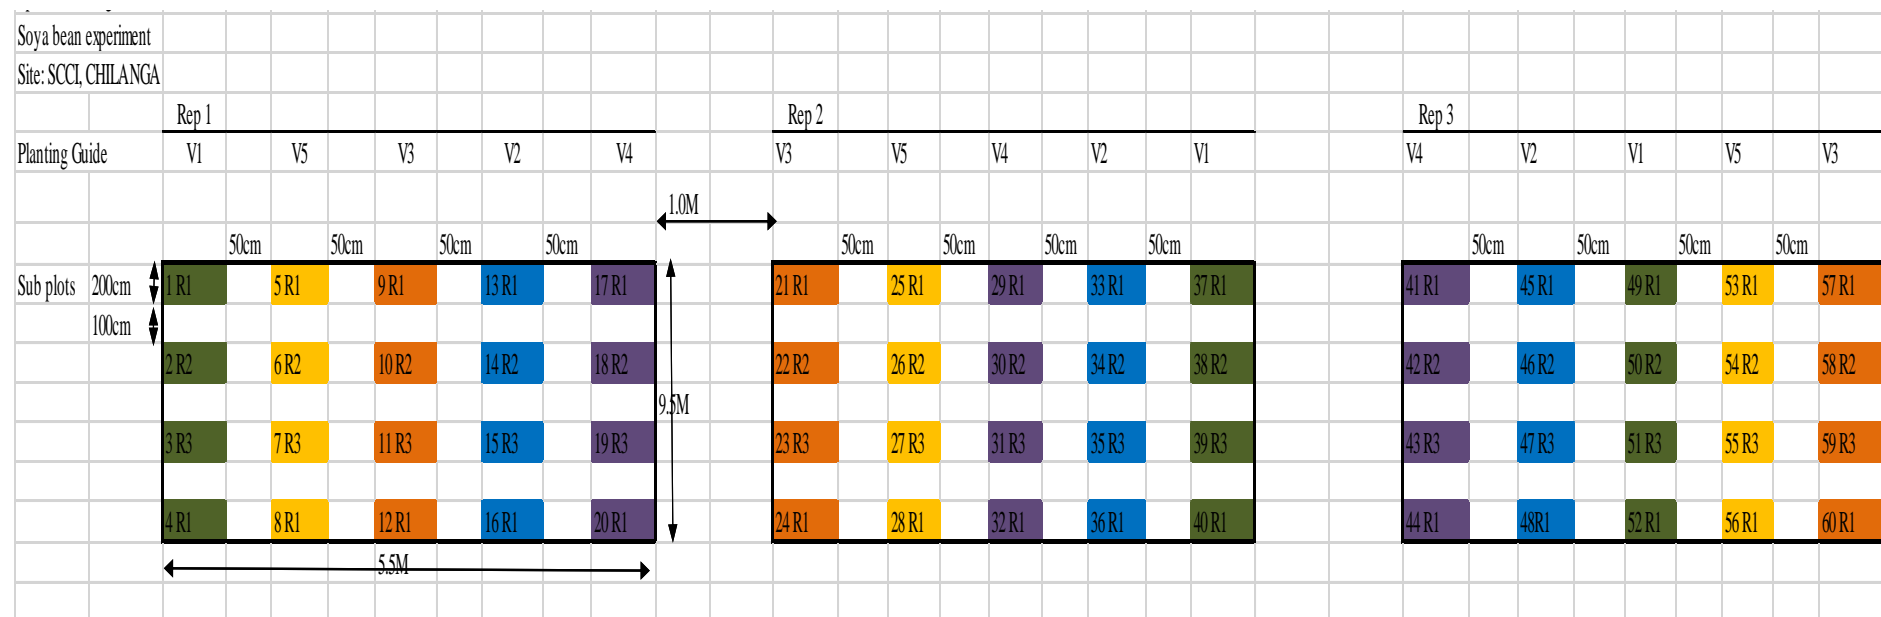 Soya bean experiment
Site: SCCI, CHILANGA
Rep 1 Rep 2 Rep 3
Planting Guide V1 V5 V3 V2 V4 V3 V5 V4 V2 V1 V4 V2 V1 V5 V3
1.0M
50cm 50cm 50cm 50cm 50cm 50cm 50cm 50cm 50cm 50cm 50cm 50cm
Sub plots 200cm 1 R1 5 R1 9 R1 13 R1 17 R1 21 R1 25 R1 29 R1 33 R1 37 R1 41 R1 45 R1 49 R1 53 R1 57 R1
100cm
2 R2 6 R2 10 R2 14 R2 18 R2 22 R2 26 R2 30 R2 34 R2 38 R2 42 R2 46 R2 50 R2 54 R2 58 R2
9.5M
3 R3 7 R3 11 R3 15 R3 19 R3 23 R3 27 R3 31 R3 35 R3 39 R3 43 R3 47 R3 51 R3 55 R3 59 R3
4 R1 8 R1 12 R1 16 R1 20 R1 24 R1 28 R1 32 R1 36 R1 40 R1 44 R1 48R1 52 R1 56 R1 60 R1
5.5M